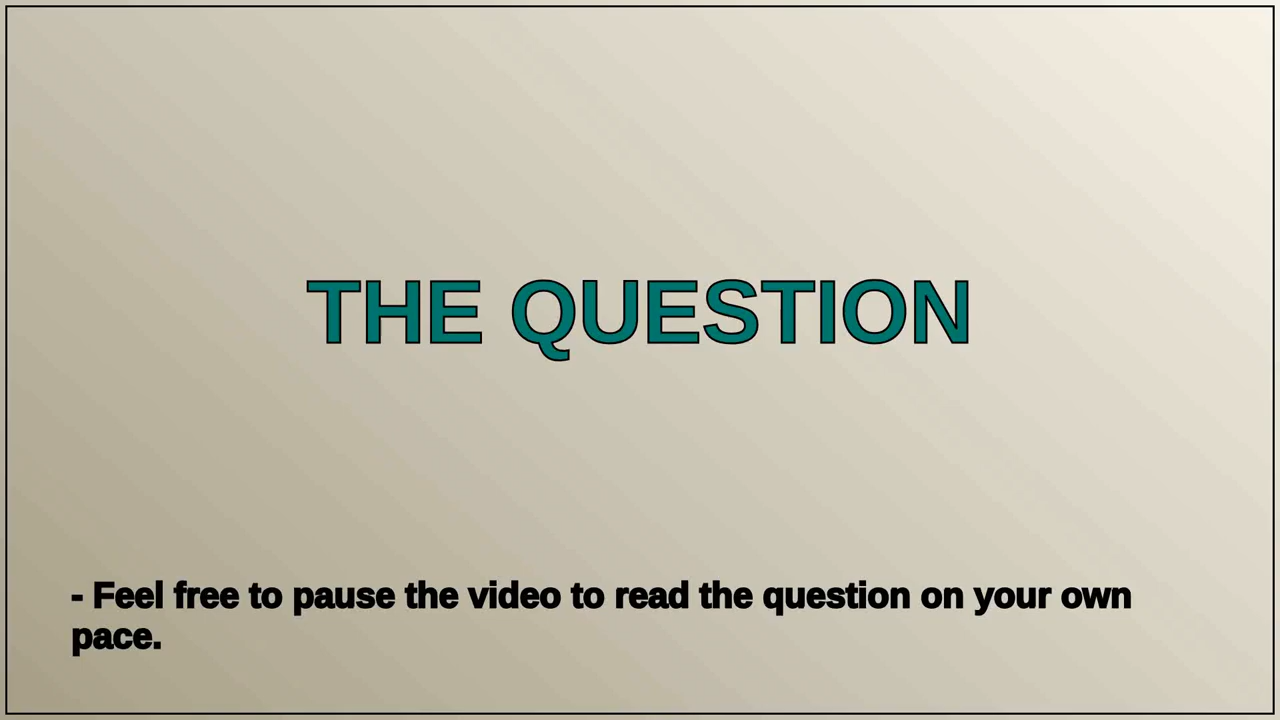 THE QUESTION
- Feel free to pause the video to read the question on your own
pace.